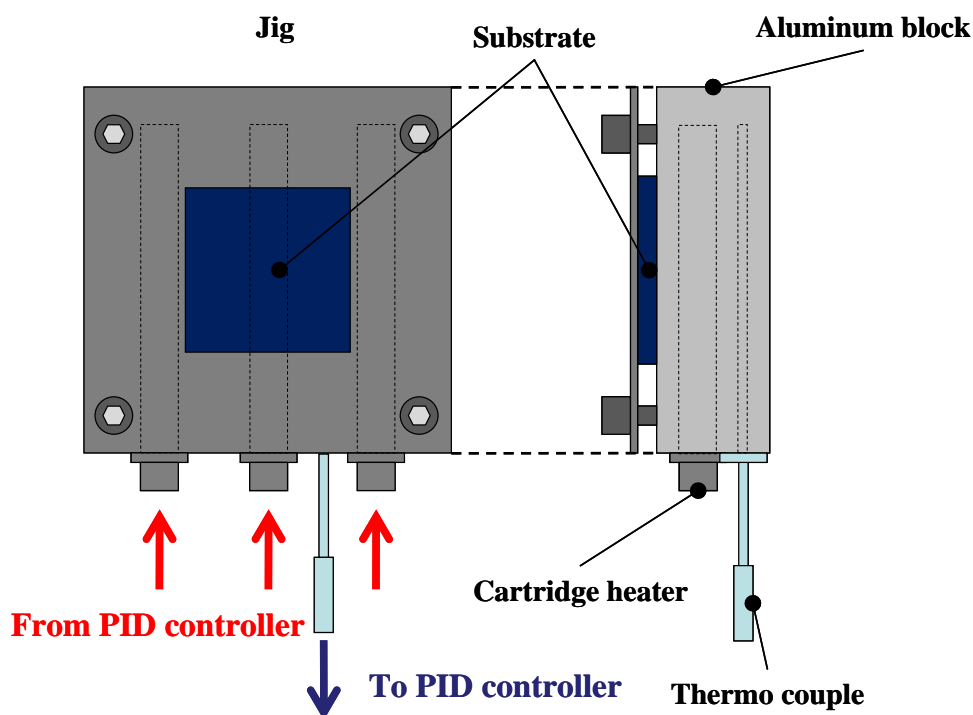 Jig
Substrate
Aluminum block
Cartridge heater
From PID controller
To PID controller
Thermo couple